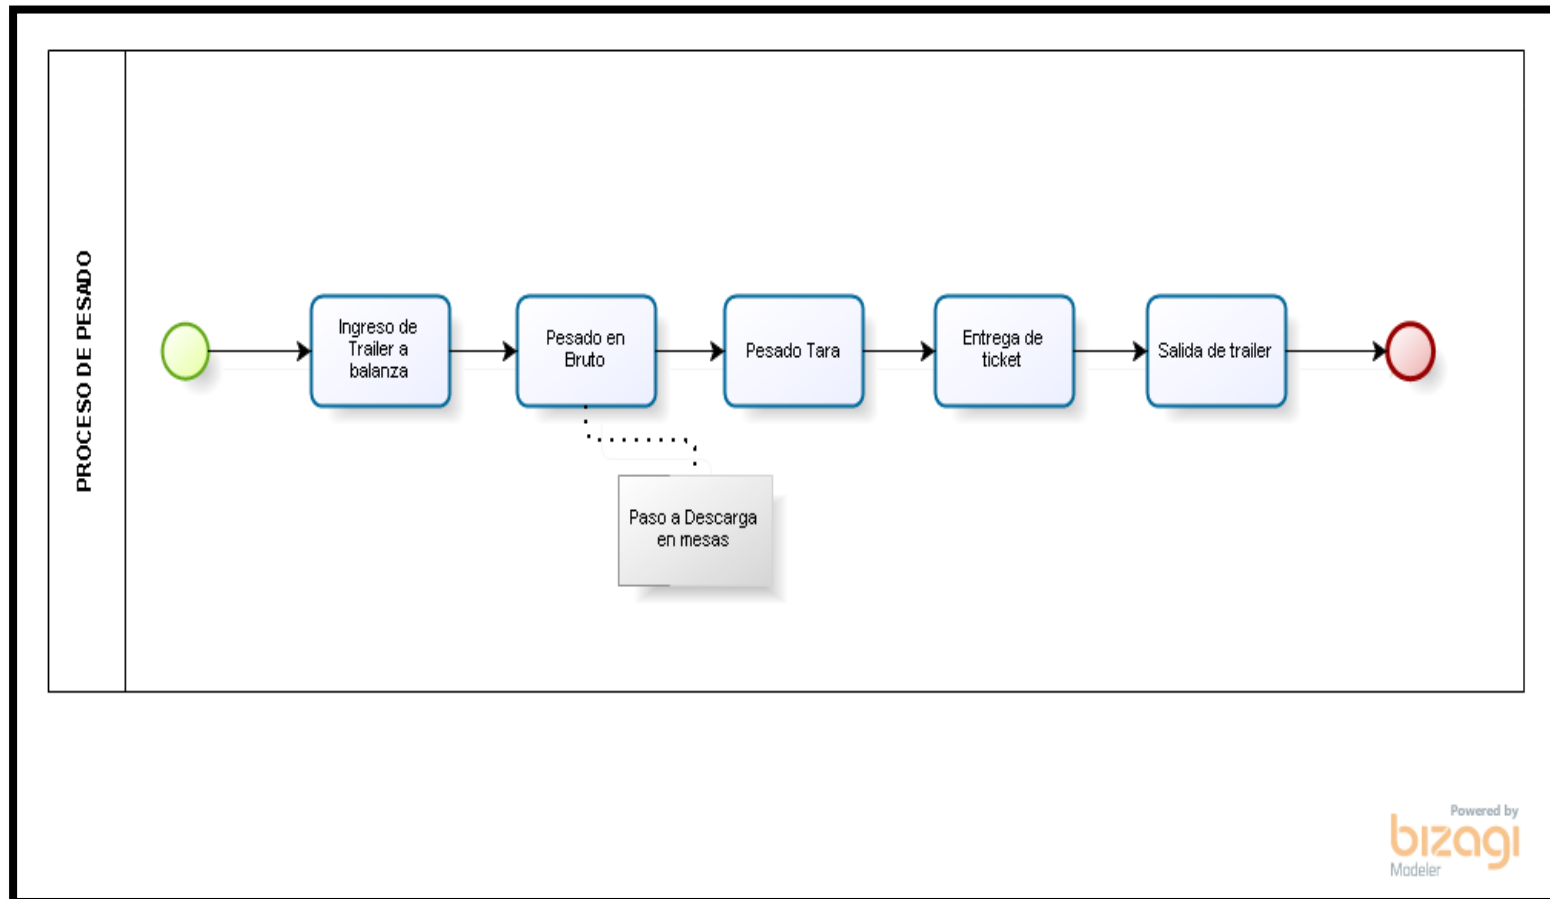 PROCESO DE PESADO
Ingreso de
Trailer a
balanza
Pesado en
Bruto
Pesado Tara
Entrega de
ticket
Salida de trailer
Paso a Descarga
en mesas
Powered by
bizagi
Modeler